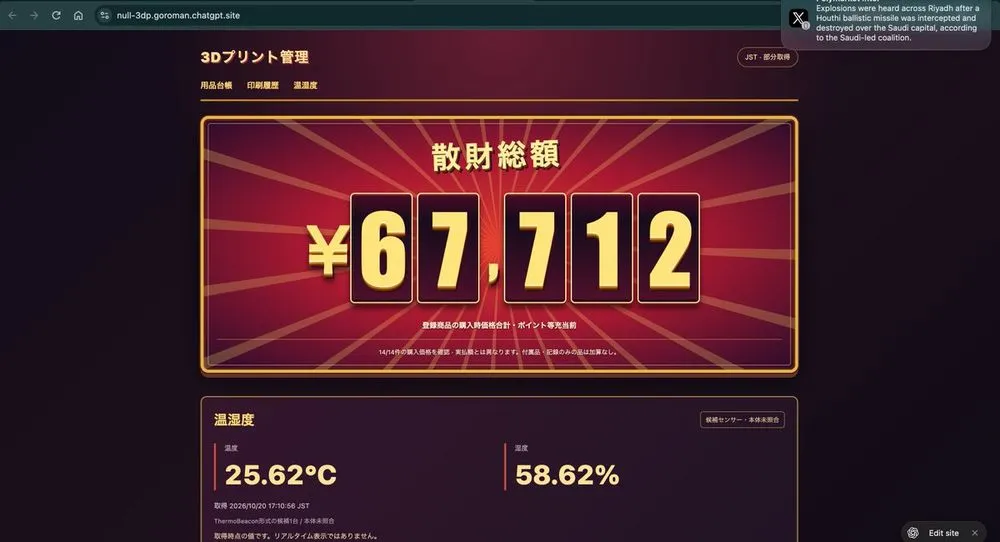 null-3dp.goroman.chatgpt.site
Explosions were heard across Riyadh after a
Houthi ballistic missile was intercepted and
destroyed over the Saudi capital, according
to the Saudi-led coalition.
3Dプリント管理
JST・部分取得
用品台帳 印刷履歴 温湿度
散財総額
¥67,712
登録商品の購入時価格合計・ポイント等充当前
14/14件の購入価格を確認・実払額とは異なります。付属品・記録のみの品は加算なし。
温湿度
候補センサー・本体未照合
温度
25.62°C
湿度
58.62%
取得 2026/10/20 17:10:56 JST
ThermoBeacon形式の候補1台 / 本体未照合
取得時点の値です。リアルタイム表示ではありません。
Edit site